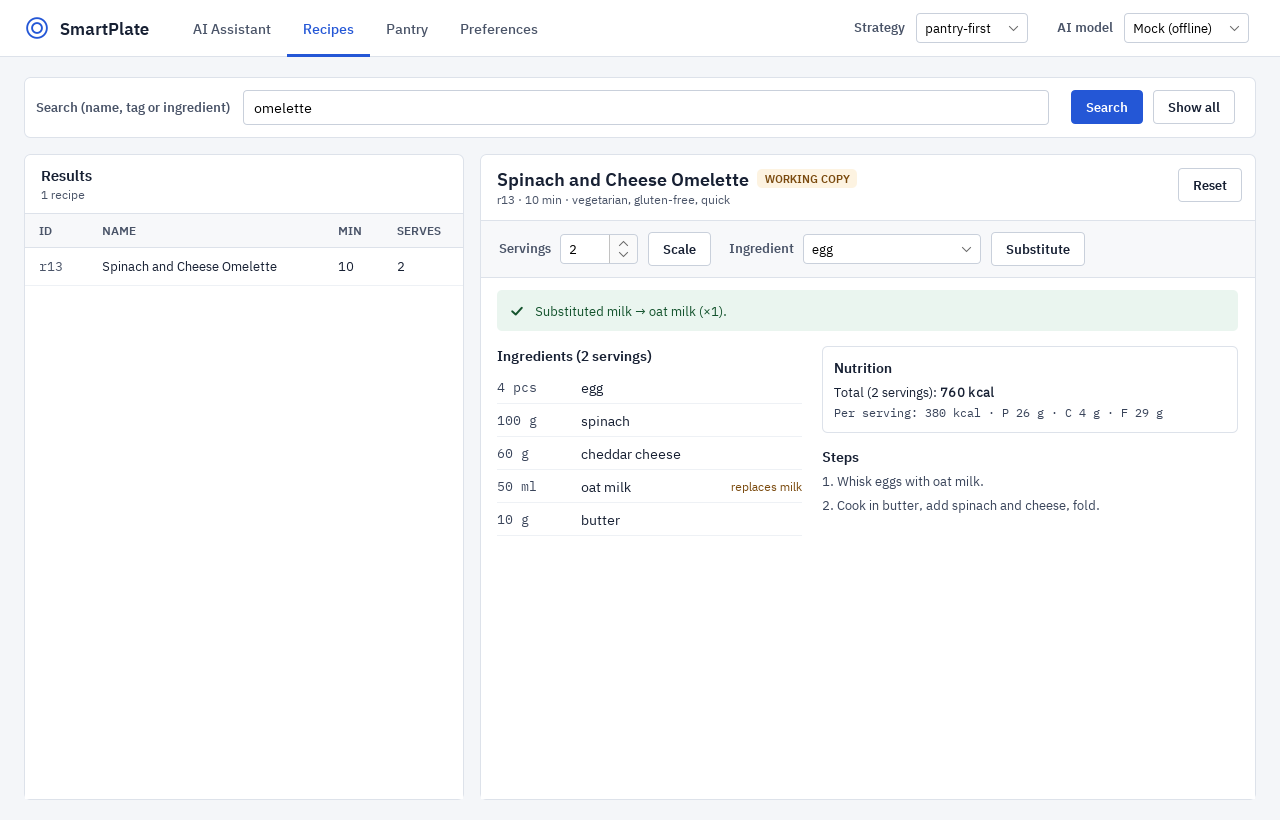 SmartPlate
AI Assistant
Recipes
Pantry
Preferences
Strategy
pantry-first
AI model
Mock (offline)
Search (name, tag or ingredient)
omelette
Search
Show all
Results
1 recipe
ID NAME MIN SERVES
r13 Spinach and Cheese Omelette 10 2
Spinach and Cheese Omelette WORKING COPY
r13 · 10 min · vegetarian, gluten-free, quick
Reset
Servings
2
Scale
Ingredient
egg
Substitute
Substituted milk → oat milk (×1).
Ingredients (2 servings)
4 pcs egg
100 g spinach
60 g cheddar cheese
50 ml oat milk replaces milk
10 g butter
Nutrition
Total (2 servings): 760 kcal
Per serving: 380 kcal · P 26 g · C 4 g · F 29 g
Steps
1. Whisk eggs with oat milk.
2. Cook in butter, add spinach and cheese, fold.